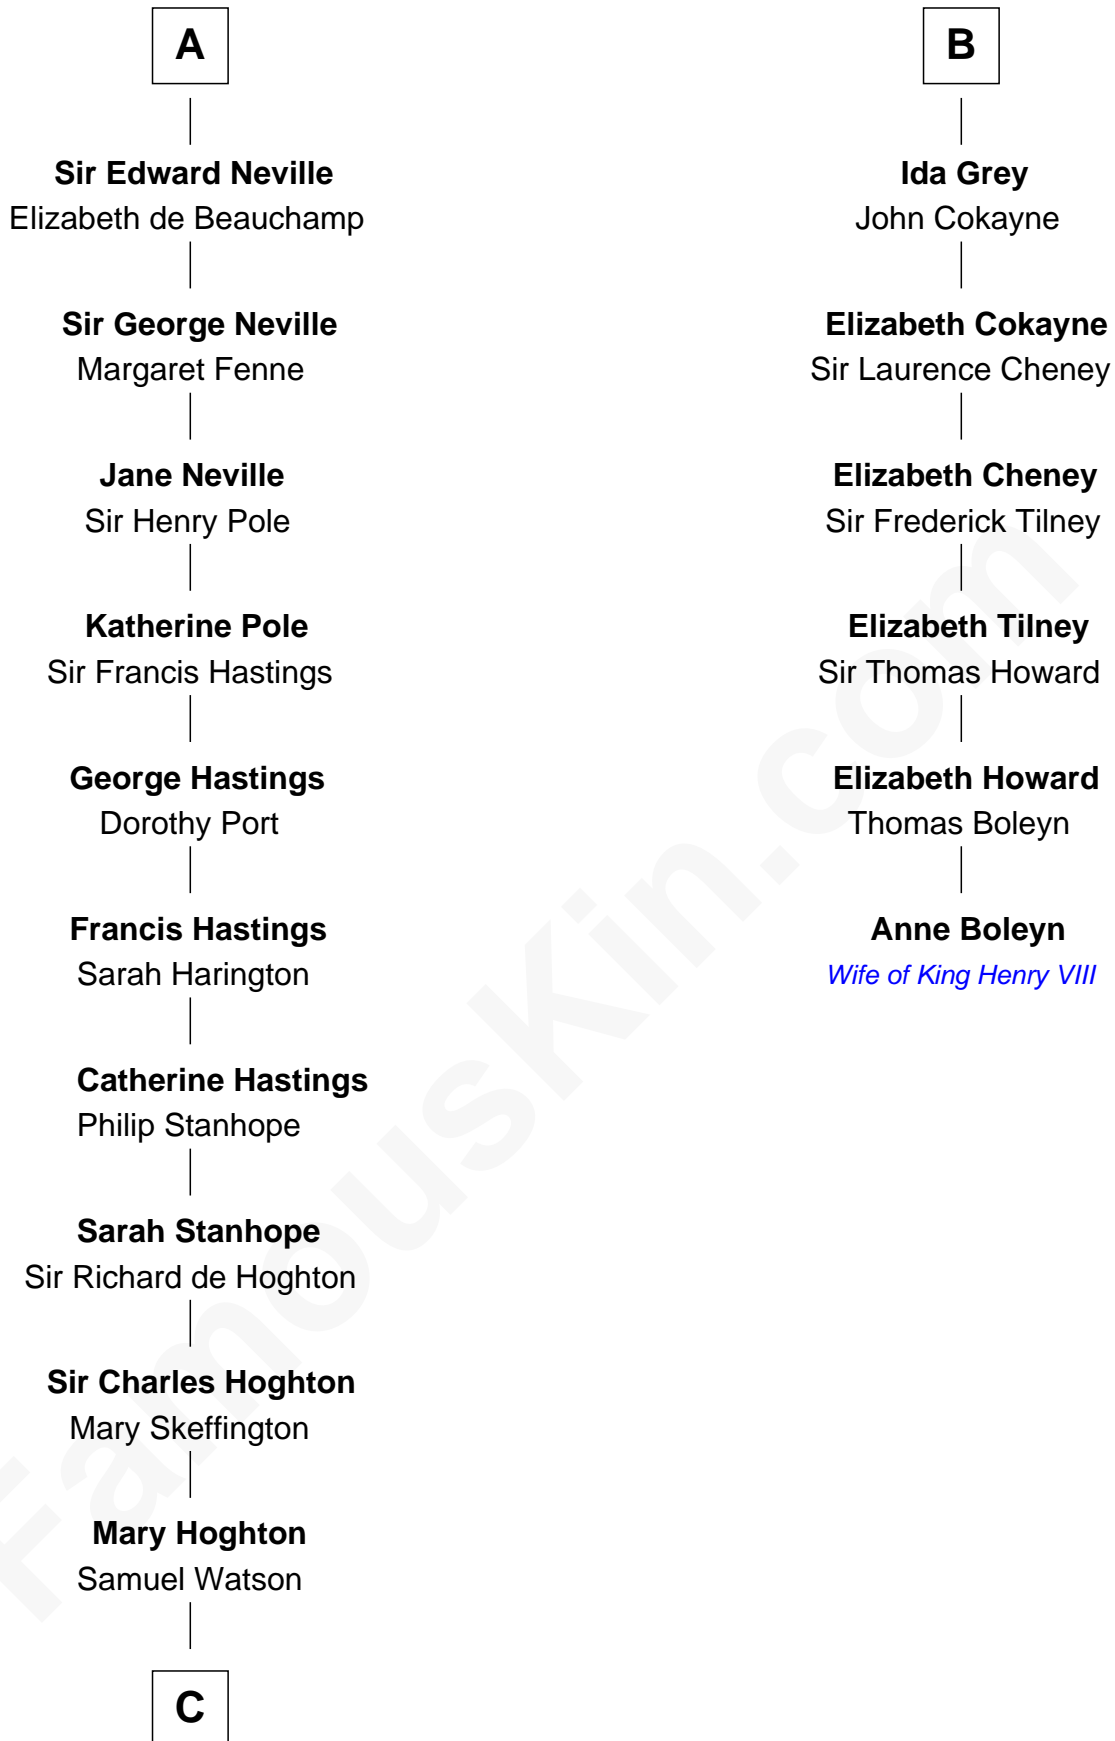 A
Sir Edward Neville
Elizabeth de Beauchamp
Sir George Neville
Margaret Fenne
Jane Neville
Sir Henry Pole
Katherine Pole
Sir Francis Hastings
George Hastings
Dorothy Port
Francis Hastings
Sarah Harington
Catherine Hastings
Philip Stanhope
Sarah Stanhope
Sir Richard de Hoghton
Sir Charles Hoghton
Mary Skeffington
Mary Hoghton
Samuel Watson
C
B
Ida Grey
John Cokayne
Elizabeth Cokayne
Sir Laurence Cheney
Elizabeth Cheney
Sir Frederick Tilney
Elizabeth Tilney
Sir Thomas Howard
Elizabeth Howard
Thomas Boleyn
Anne Boleyn
Wife of King Henry VIII
FamousKin.com